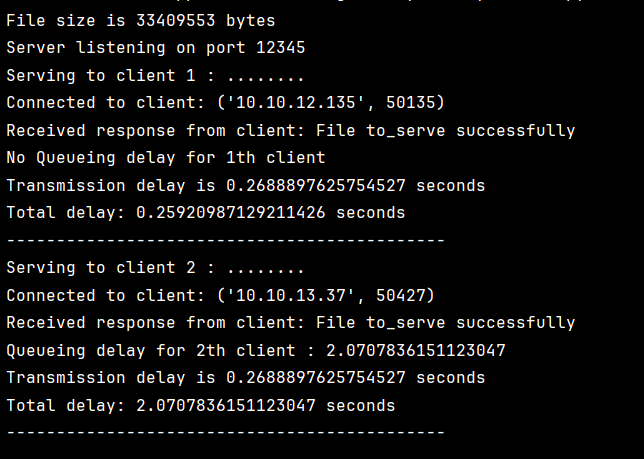 File size is 33409553 bytes
Server listening on port 12345
Serving to client 1 : ........
Connected to client: ('10.10.12.135', 50135)
Received response from client: File to_serve successfully
No Queueing delay for 1th client
Transmission delay is 0.2688897625754527 seconds
Total delay: 0.25920987129211426 seconds
--------------------------------------------
Serving to client 2 : ........
Connected to client: ('10.10.13.37', 50427)
Received response from client: File to_serve successfully
Queueing delay for 2th client : 2.0707836151123047
Transmission delay is 0.2688897625754527 seconds
Total delay: 2.0707836151123047 seconds
--------------------------------------------